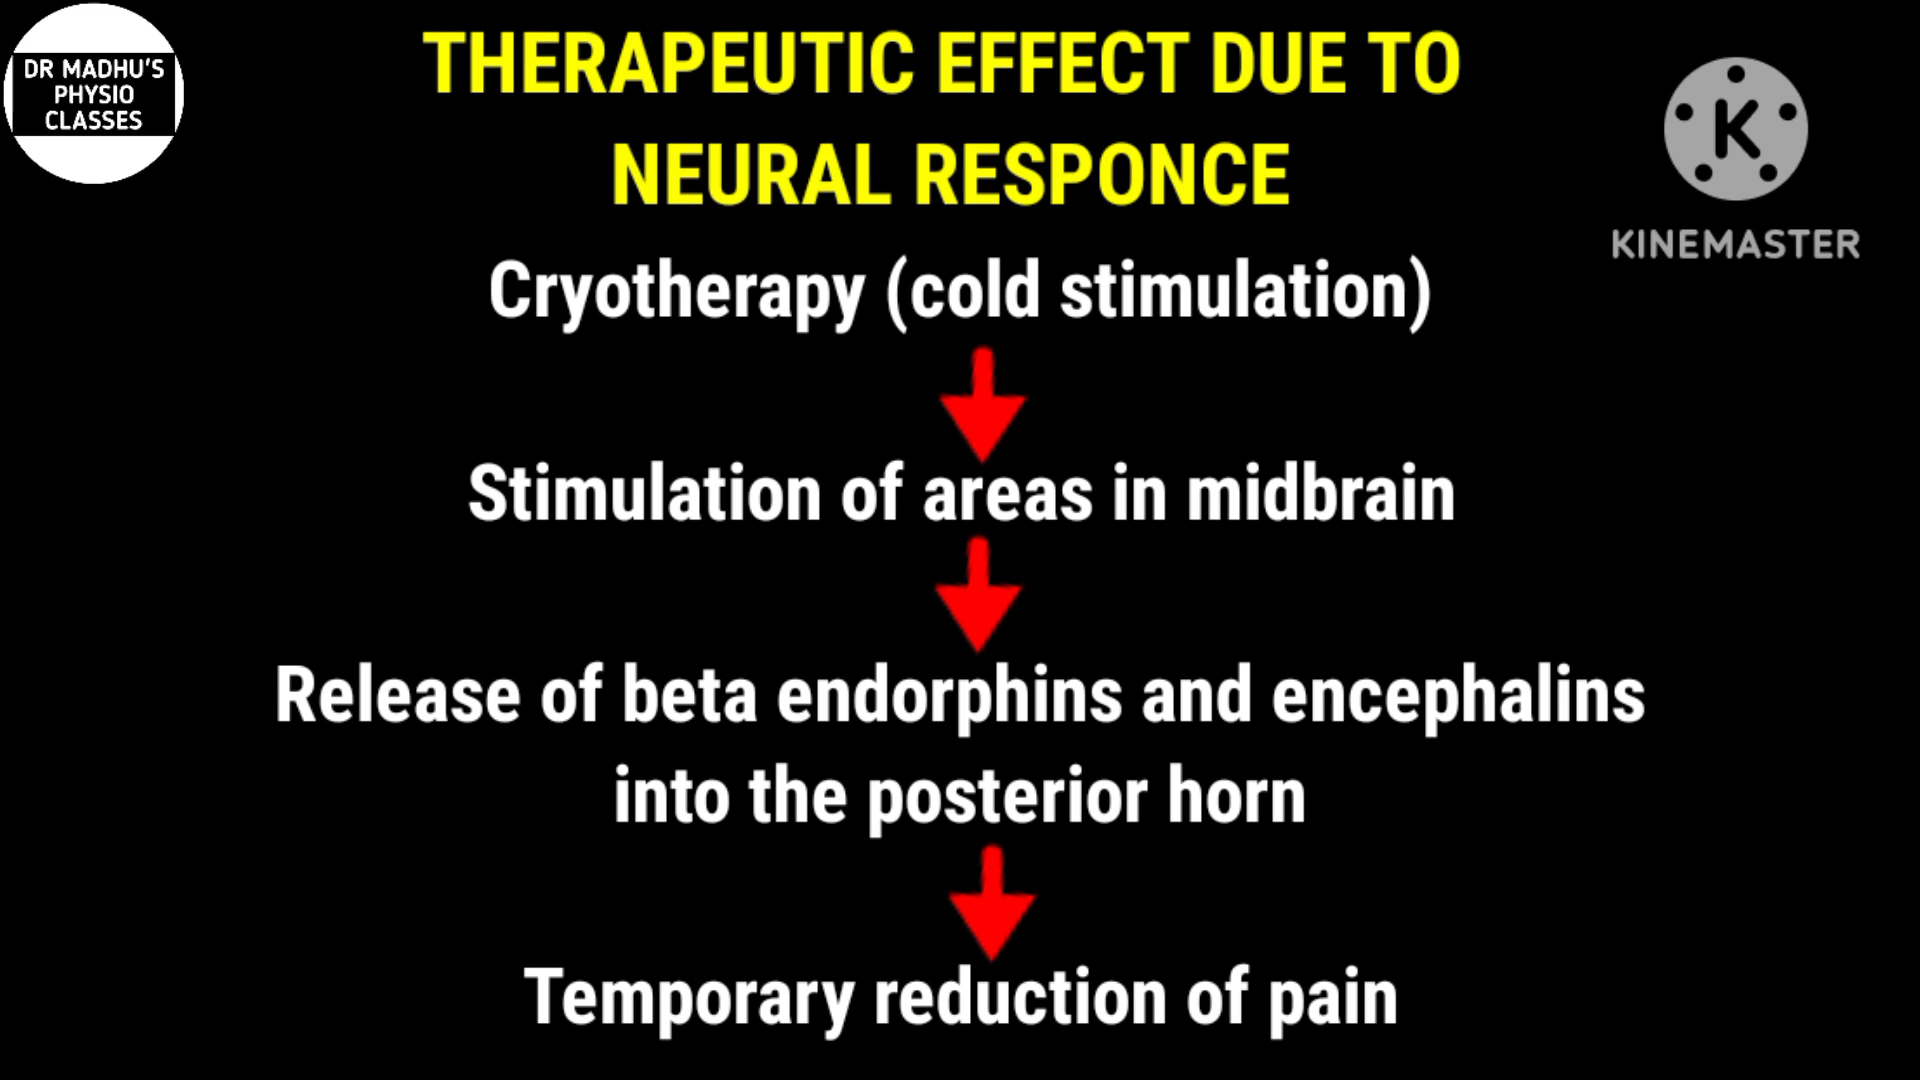 DR MADHU'S
PHYSIO
CLASSES
THERAPEUTIC EFFECT DUE TO
NEURAL RESPONCE
K
KINEMASTER
Cryotherapy (cold stimulation)
Stimulation of areas in midbrain
Release of beta endorphins and encephalins
into the posterior horn
Temporary reduction of pain